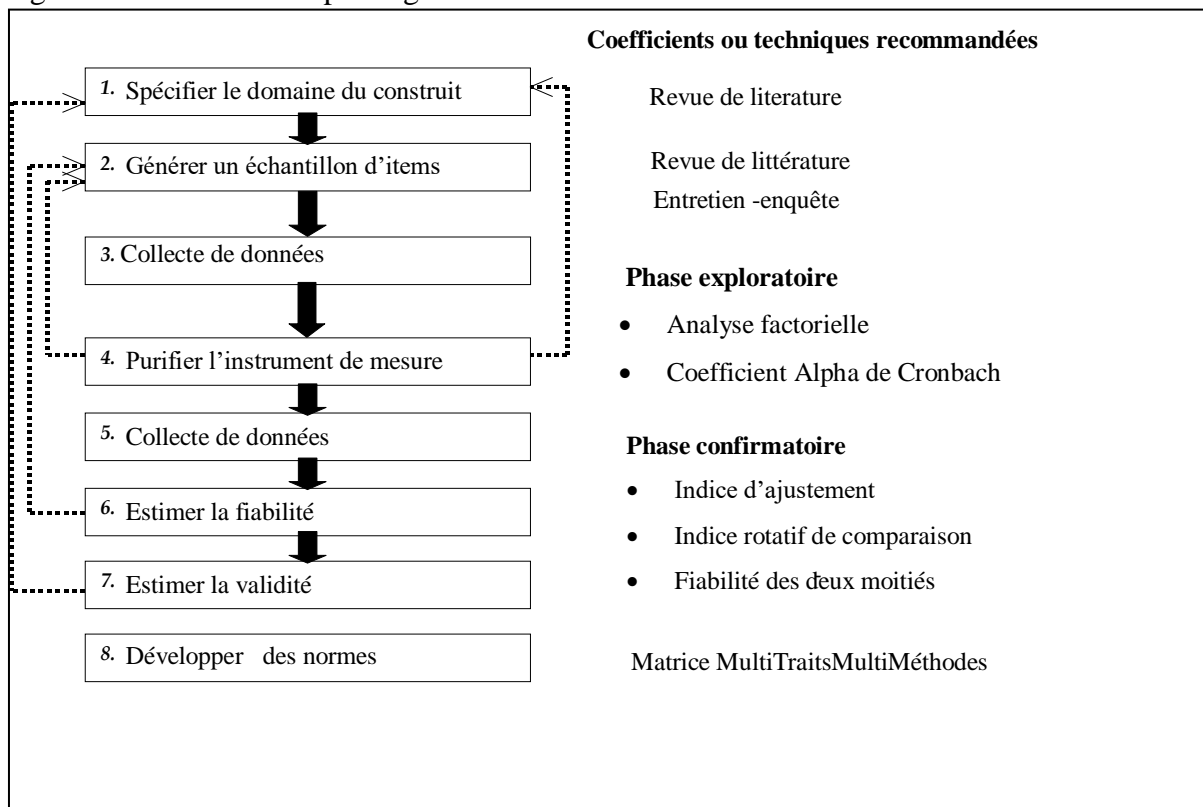 Coefficients ou techniques recommandées
1. Spécifier le domaine du construit
Revue de literature
2. Générer un échantillon d’items
Revue de littérature
Entretien -enquête
3. Collecte de données
Phase exploratoire
• Analyse factorielle
4. Purifier l’instrument de mesure
• Coefficient Alpha de Cronbach
5. Collecte de données
Phase confirmatoire
• Indice d’ajustement
6. Estimer la fiabilité
• Indice rotatif de comparaison
7. Estimer la validité
• Fiabilité des deux moitiés
8. Développer des normes
Matrice MultiTraitsMultiMéthodes